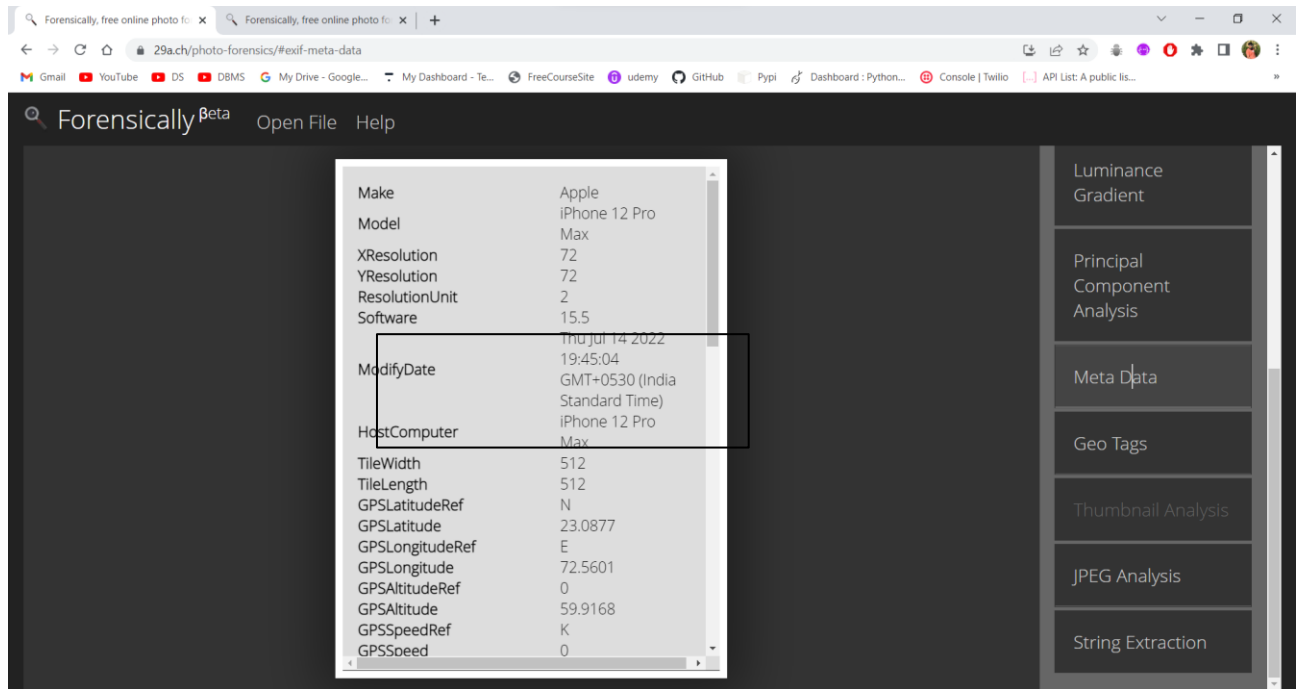 Forensically, free online photo fo
Forensically, free online photo fo
29a.ch/photo-forensics/#exif-meta-data
Gmail YouTube DS DBMS My Drive - Google... My Dashboard - Te... FreeCourseSite udemy GitHub Pypi Dashboard : Python... Console | Twilio API List: A public lis... »
Forensically βeta Open File Help
Make Apple
Model iPhone 12 Pro
Max
XResolution 72
YResolution 72
ResolutionUnit 2
Software 15.5
Thu Jul 14 2022
19:45:04
ModifyDate
GMT+0530 (India
Standard Time)
HostComputer iPhone 12 Pro
Max
TileWidth 512
TileLength 512
GPSLatitudeRef N
GPSLatitude 23.0877
GPSLongitudeRef E
GPSLongitude 72.5601
GPSAltitudeRef 0
GPSAltitude 59.9168
GPSSpeedRef K
GPSSpeed 0
Luminance
Gradient
Principal
Component
Analysis
Meta Data
Geo Tags
Thumbnail Analysis
JPEG Analysis
String Extraction